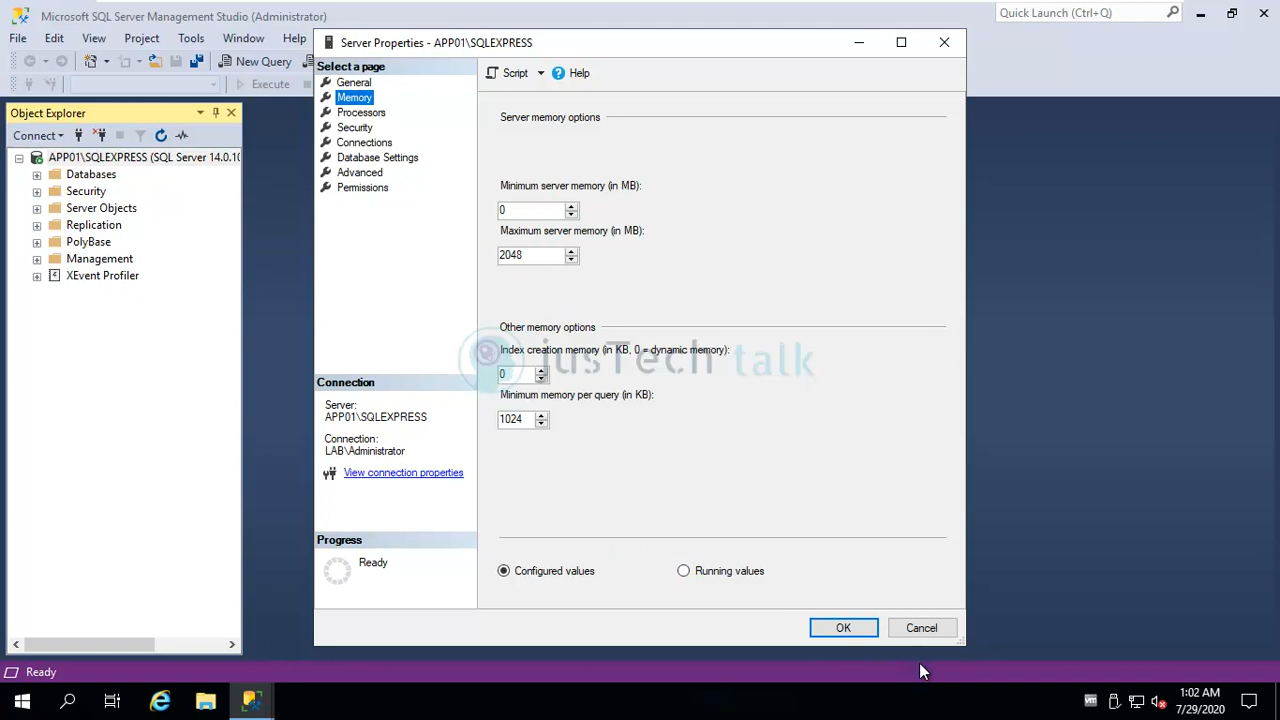 Microsoft SQL Server Management Studio (Administrator)
Quick Launch (Ctrl+Q)
File Edit View Project Tools Window Help
New Query
Execute
Object Explorer
Connect
APP01\SQLEXPRESS (SQL Server 14.0.10
Databases
Security
Server Objects
Replication
PolyBase
Management
XEvent Profiler
Server Properties - APP01\SQLEXPRESS
Select a page
General
Memory
Processors
Security
Connections
Database Settings
Advanced
Permissions
Connection
Server:
APP01\SQLEXPRESS
Connection:
LAB\Administrator
View connection properties
Progress
Ready
Script Help
Server memory options
Minimum server memory (in MB):
0
Maximum server memory (in MB):
2048
Other memory options
Index creation memory (in KB, 0 = dynamic memory):
0
jusTech talk
Minimum memory per query (in KB):
1024
Configured values Running values
OK Cancel
Ready
vm
1:02 AM
7/29/2020